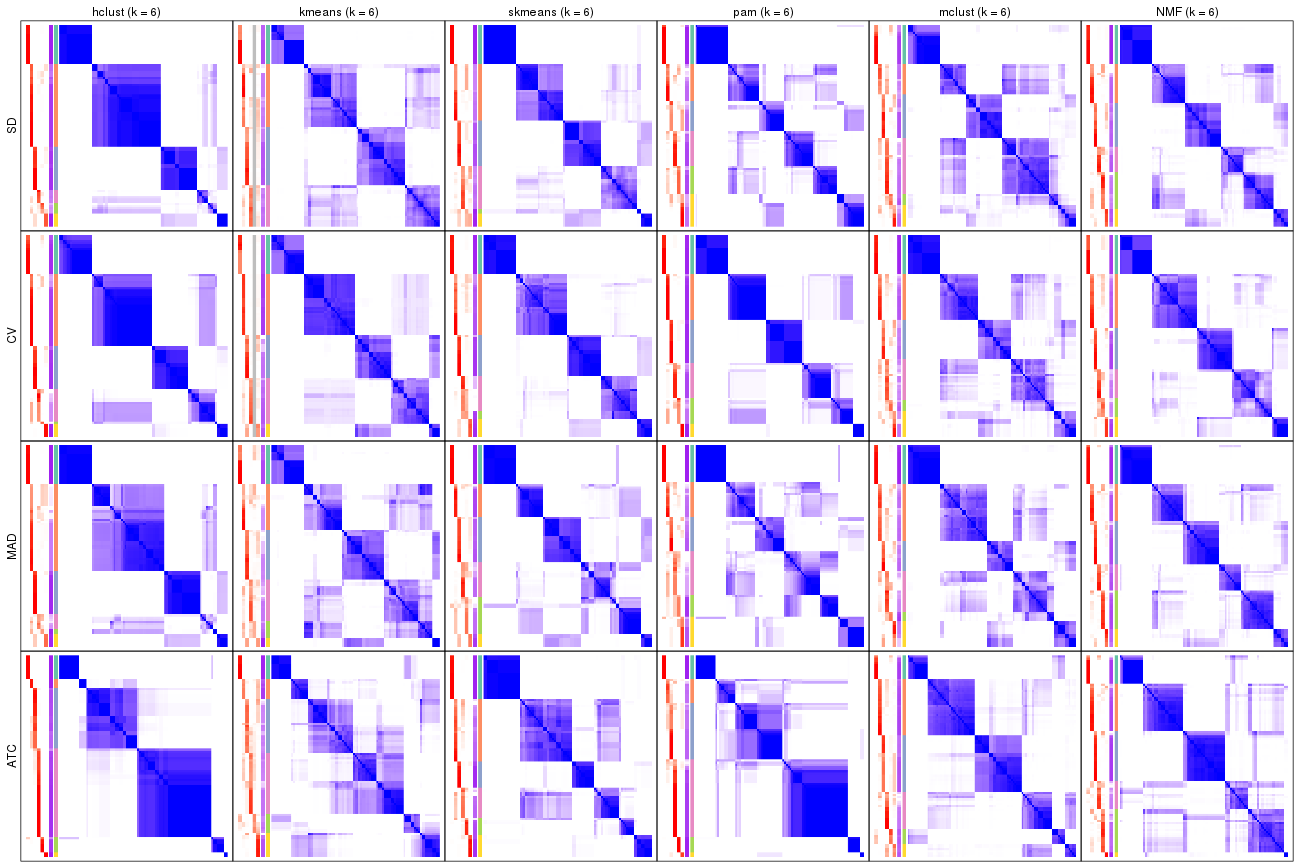 hclust (k = 6) kmeans (k = 6) skmeans (k = 6) pam (k = 6) mclust (k = 6) NMF (k = 6)
SD
CV
MAD
ATC